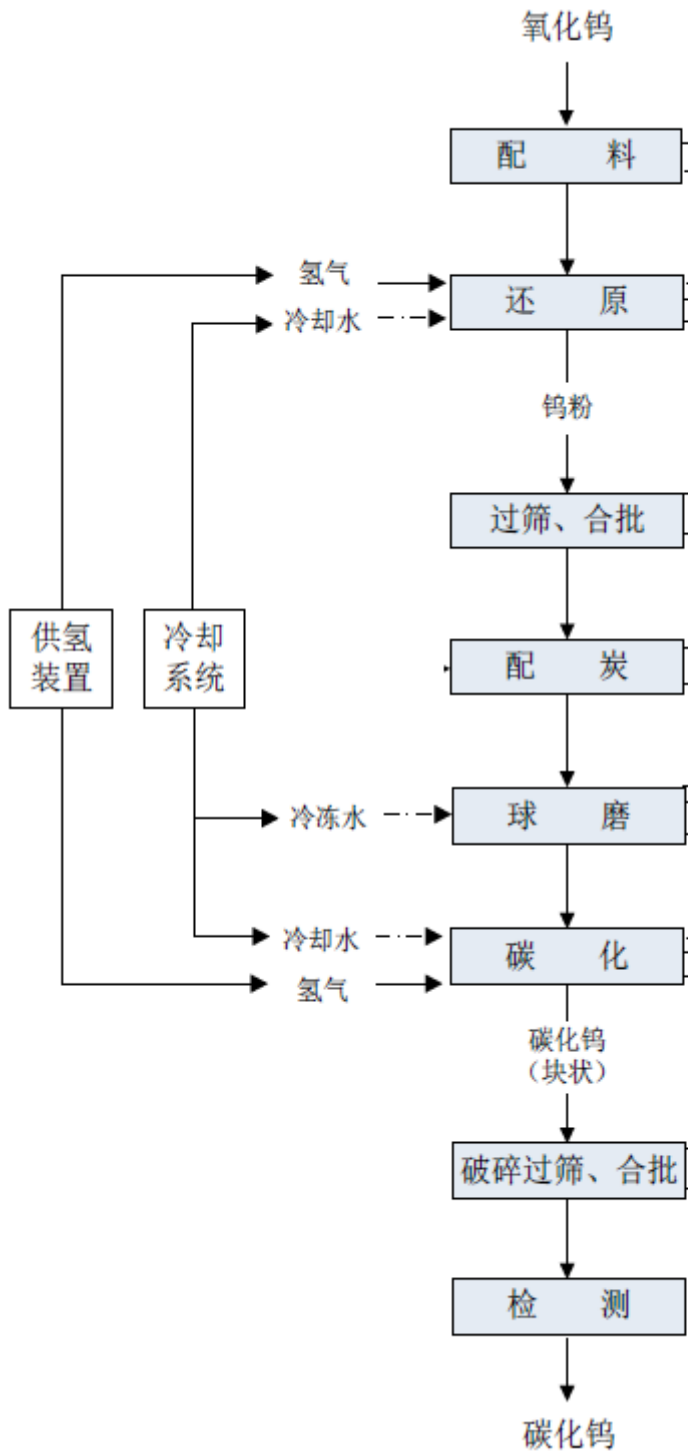 氧化钨
配 料
氢气
还 原
冷却水
钨粉
过筛、合批
供氢
装置
冷却
系统
配 炭
冷冻水
球 磨
冷却水
碳 化
氢气
碳化钨
（块状）
破碎过筛、合批
检 测
碳化钨